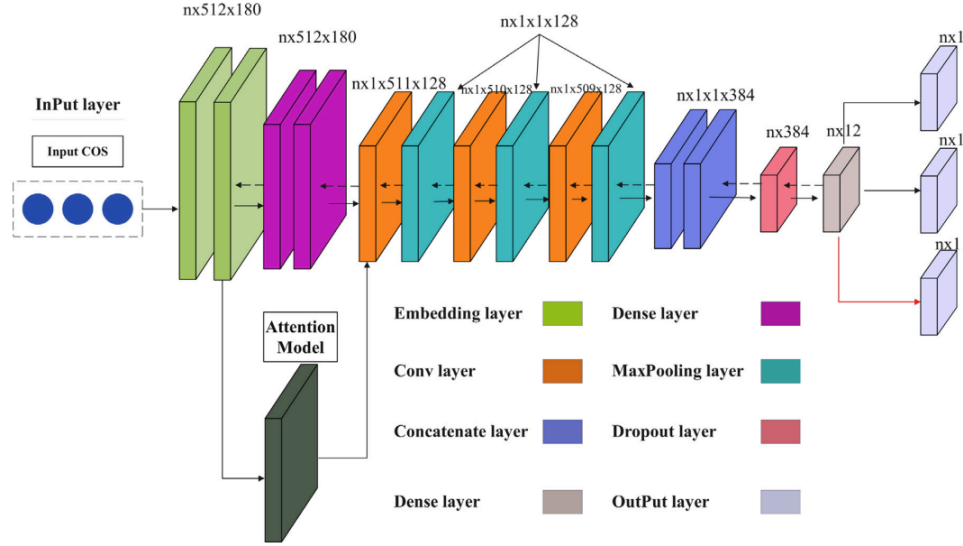 nx512x180
nx512x180
nx1x1x128
nx1
InPut layer
nx1x511x128
nx1x510x128
nx1x509x128
nx1x1x384
nx384
nx12
nx1
Input COS
nx1
Attention
Model
Embedding layer
Dense layer
Conv layer
MaxPooling layer
Concatenate layer
Dropout layer
Dense layer
OutPut layer